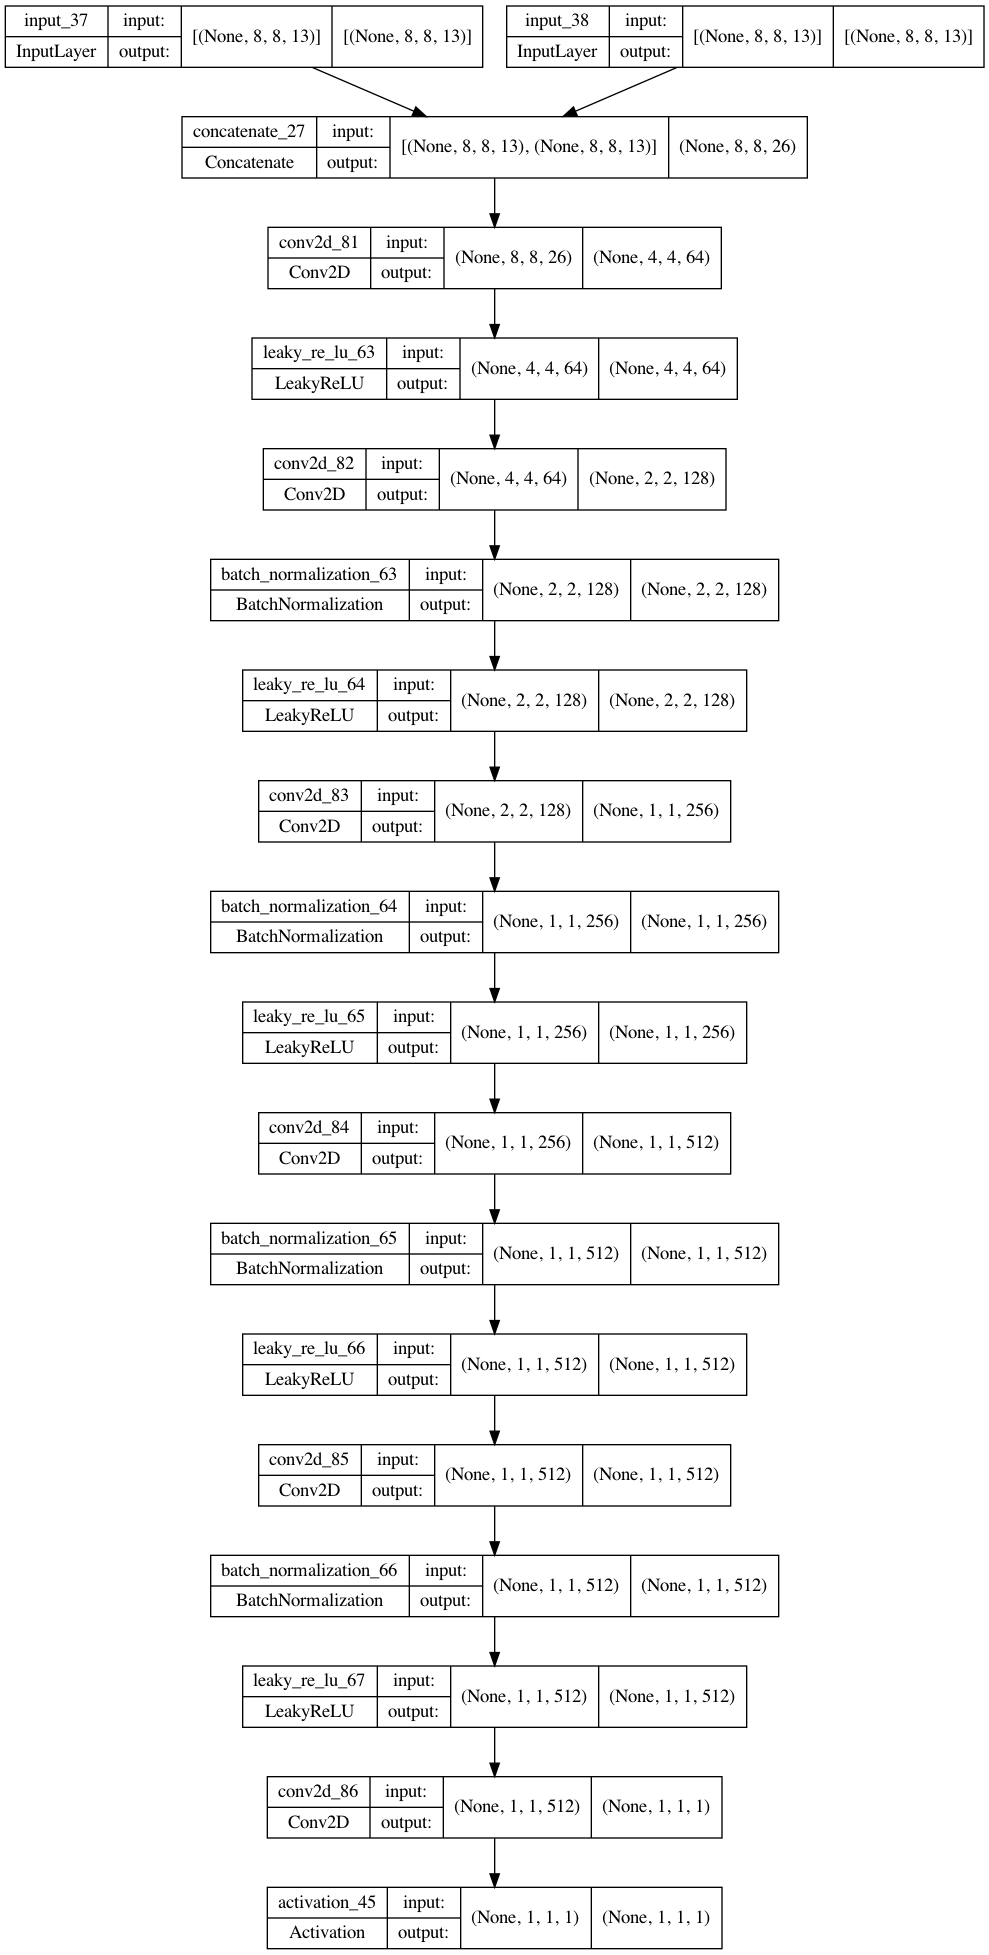 input_37 input: [(None, 8, 8, 13)] [(None, 8, 8, 13)]
InputLayer output:
input_38 input: [(None, 8, 8, 13)] [(None, 8, 8, 13)]
InputLayer output:
concatenate_27 input: [(None, 8, 8, 13), (None, 8, 8, 13)] (None, 8, 8, 26)
Concatenate output:
conv2d_81 input: (None, 8, 8, 26) (None, 4, 4, 64)
Conv2D output:
leaky_re_lu_63 input: (None, 4, 4, 64) (None, 4, 4, 64)
LeakyReLU output:
conv2d_82 input: (None, 4, 4, 64) (None, 2, 2, 128)
Conv2D output:
batch_normalization_63 input: (None, 2, 2, 128) (None, 2, 2, 128)
BatchNormalization output:
leaky_re_lu_64 input: (None, 2, 2, 128) (None, 2, 2, 128)
LeakyReLU output:
conv2d_83 input: (None, 2, 2, 128) (None, 1, 1, 256)
Conv2D output:
batch_normalization_64 input: (None, 1, 1, 256) (None, 1, 1, 256)
BatchNormalization output:
leaky_re_lu_65 input: (None, 1, 1, 256) (None, 1, 1, 256)
LeakyReLU output:
conv2d_84 input: (None, 1, 1, 256) (None, 1, 1, 512)
Conv2D output:
batch_normalization_65 input: (None, 1, 1, 512) (None, 1, 1, 512)
BatchNormalization output:
leaky_re_lu_66 input: (None, 1, 1, 512) (None, 1, 1, 512)
LeakyReLU output:
conv2d_85 input: (None, 1, 1, 512) (None, 1, 1, 512)
Conv2D output:
batch_normalization_66 input: (None, 1, 1, 512) (None, 1, 1, 512)
BatchNormalization output:
leaky_re_lu_67 input: (None, 1, 1, 512) (None, 1, 1, 512)
LeakyReLU output:
conv2d_86 input: (None, 1, 1, 512) (None, 1, 1, 1)
Conv2D output:
activation_45 input: (None, 1, 1, 1) (None, 1, 1, 1)
Activation output: